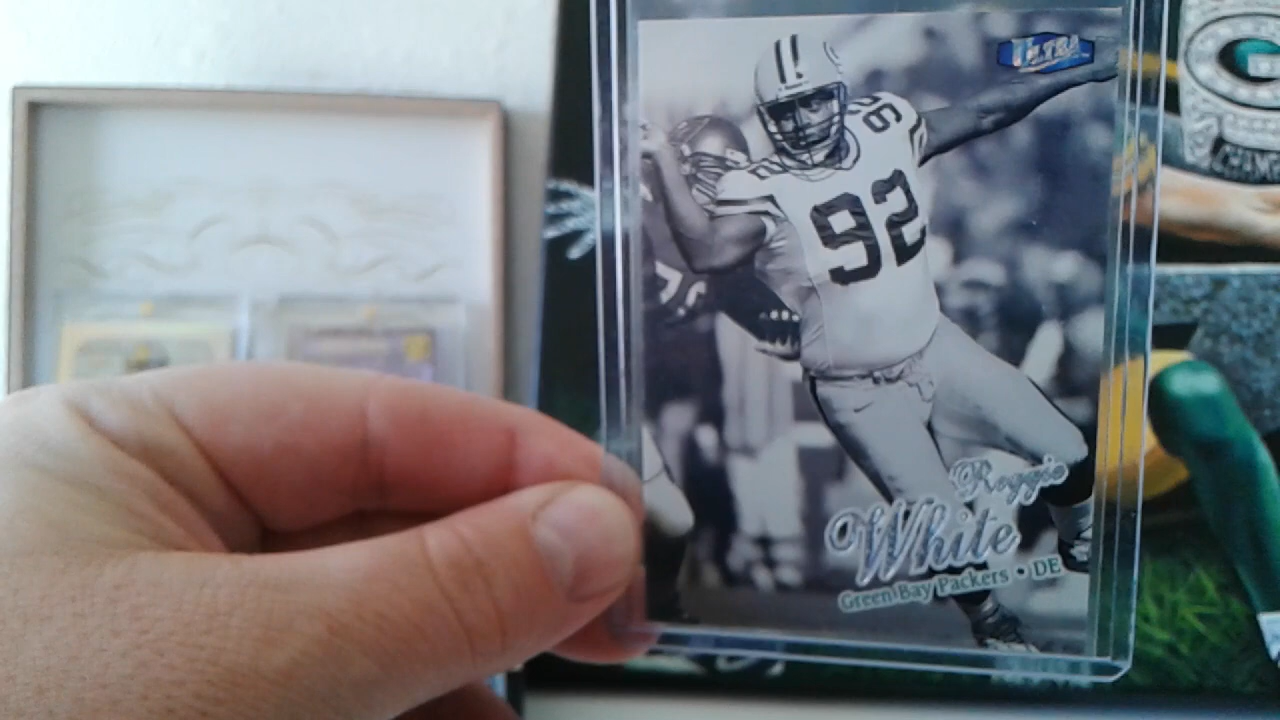 ULTRA
92
92
Reggie
White
Green Bay Packers • DE
G